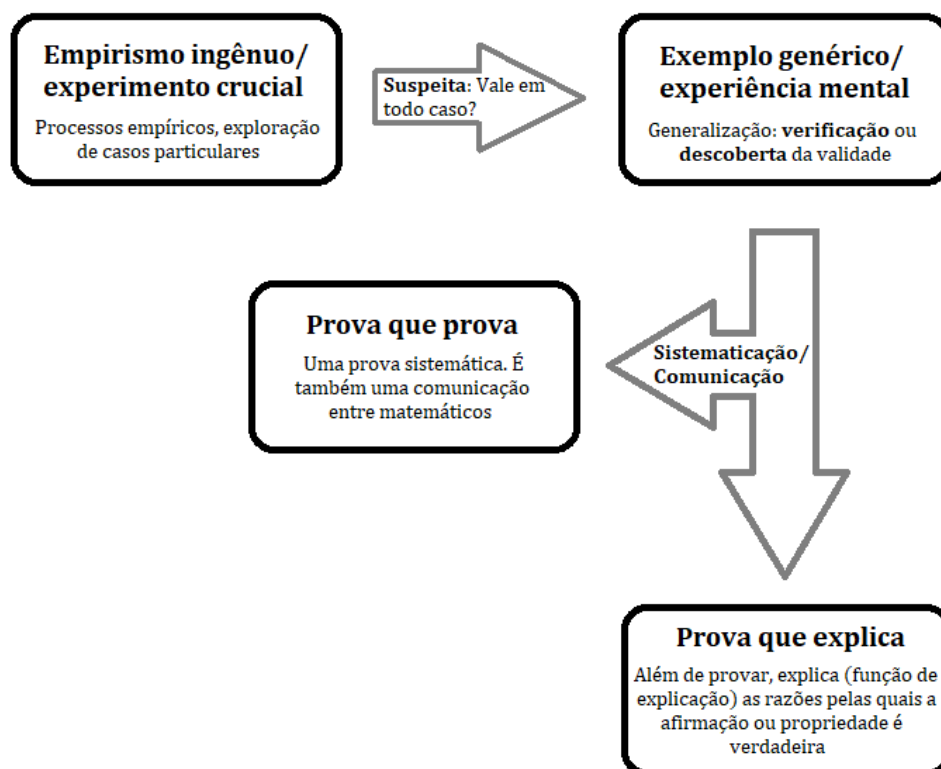 Empirismo ingênuo/
experimento crucial
Processos empíricos, exploração
de casos particulares
Suspeita: Vale em
todo caso?
Exemplo genérico/
experiência mental
Generalização: verificação ou
descoberta da validade
Prova que prova
Uma prova sistemática. É
também uma comunicação
entre matemáticos
Sistematicação/
Comunicação
Prova que explica
Além de provar, explica (função de
explicação) as razões pelas quais a
afirmação ou propriedade é
verdadeira